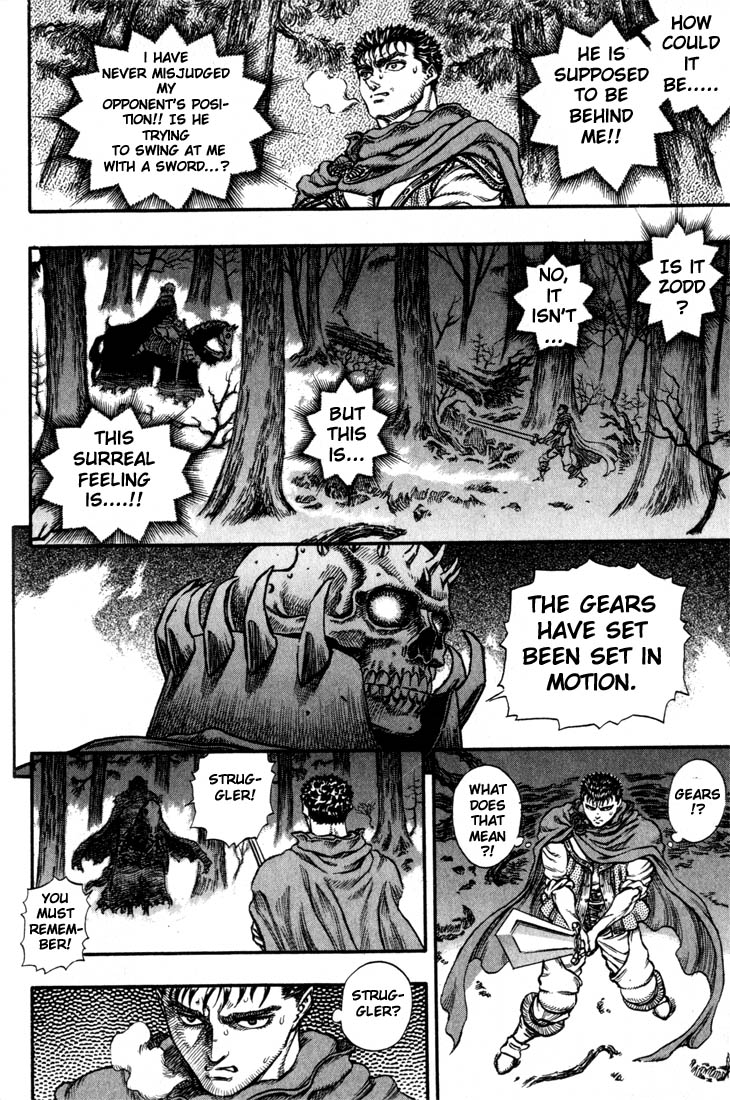 HOW
COULD
IT
BE.....
HE IS
SUPPOSED
TO BE
BEHIND
ME!!
I HAVE
NEVER MISJUDGED
MY
OPPONENT'S POSI-
TION!! IS HE
TRYING
TO SWING AT ME
WITH A SWORD...?
IS IT
ZODD
?
NO,
IT
ISN'T
...
BUT
THIS
IS...
THIS
SURREAL
FEELING
IS....!!
THE GEARS
HAVE SET
BEEN SET IN
MOTION.
GEARS
!?
WHAT
DOES
THAT
MEAN
?!
STRUG-
GLER!
YOU
MUST
REMEM-
BER!
STRUG-
GLER?